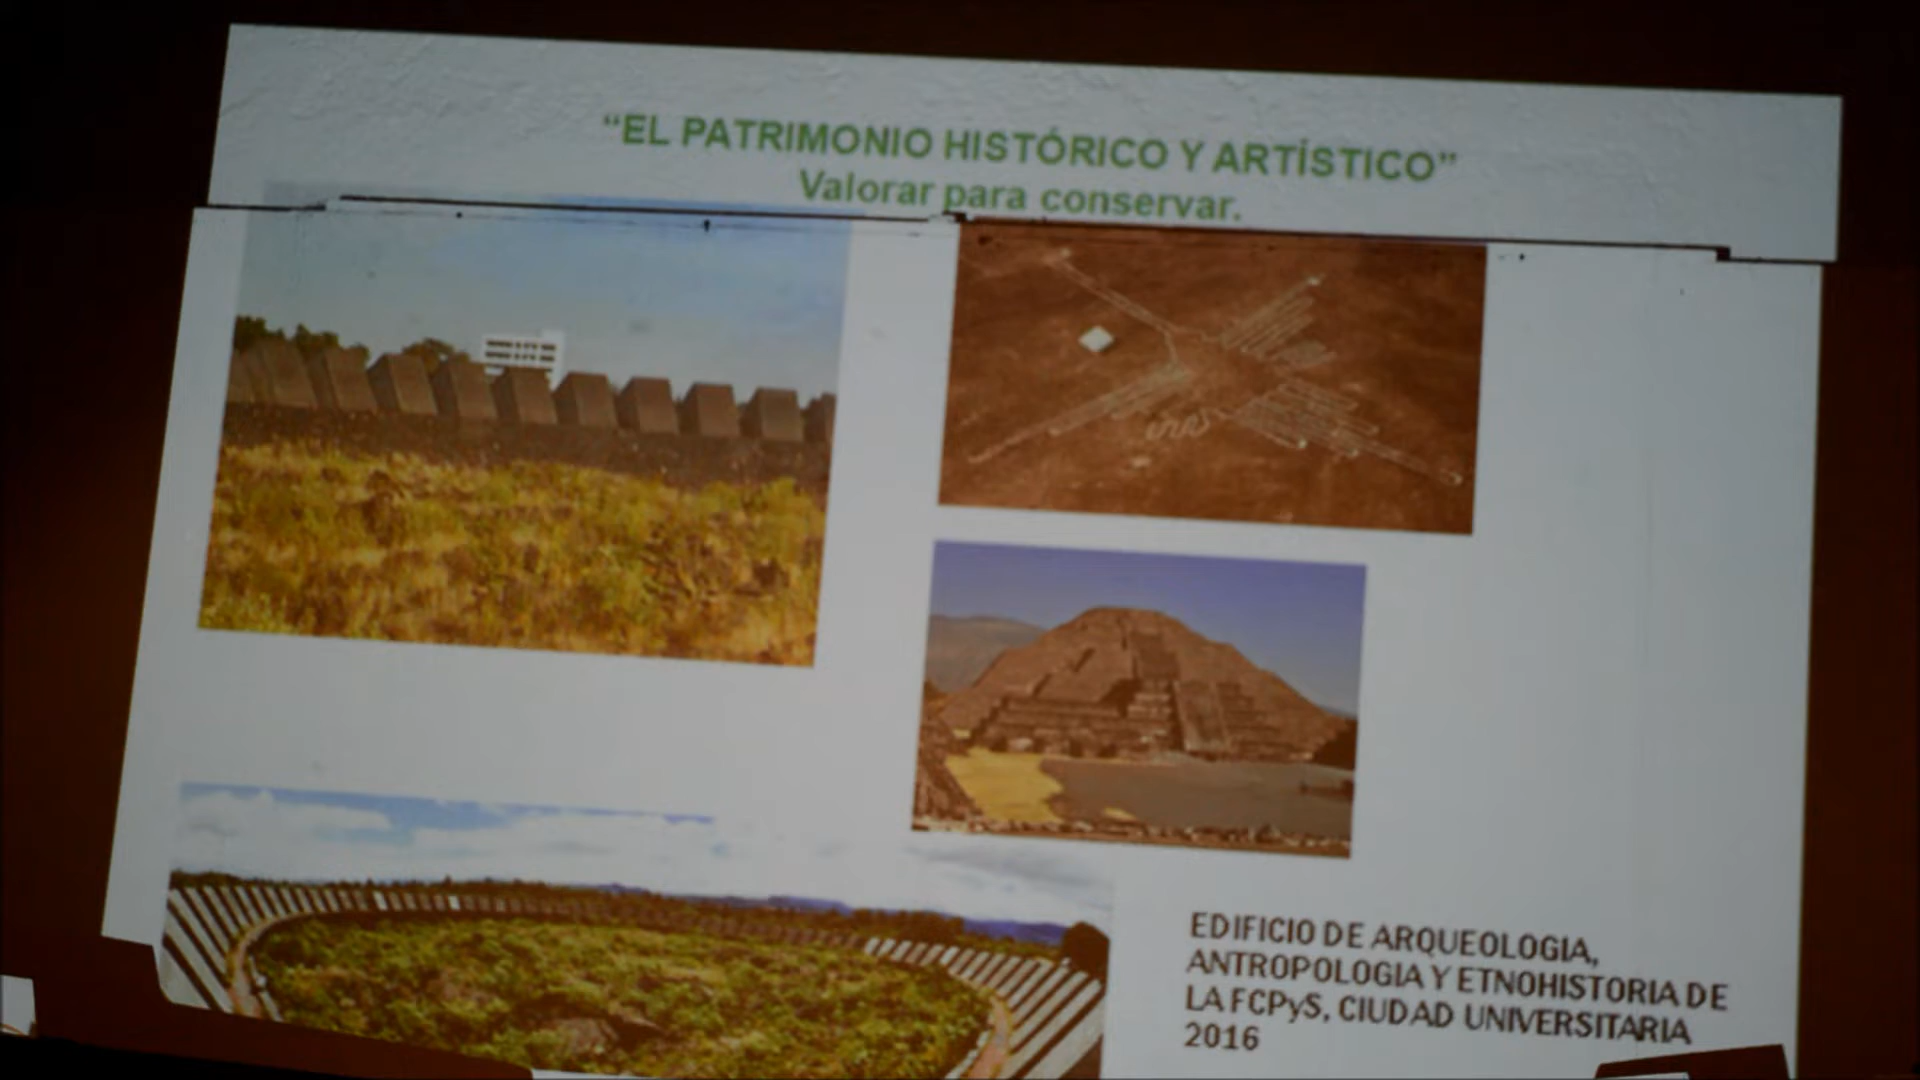 “EL PATRIMONIO HISTÓRICO Y ARTÍSTICO”
Valorar para conservar.
EDIFICIO DE ARQUEOLOGIA,
ANTROPOLOGIA Y ETNOHISTORIA DE
LA FCPyS, CIUDAD UNIVERSITARIA
2016